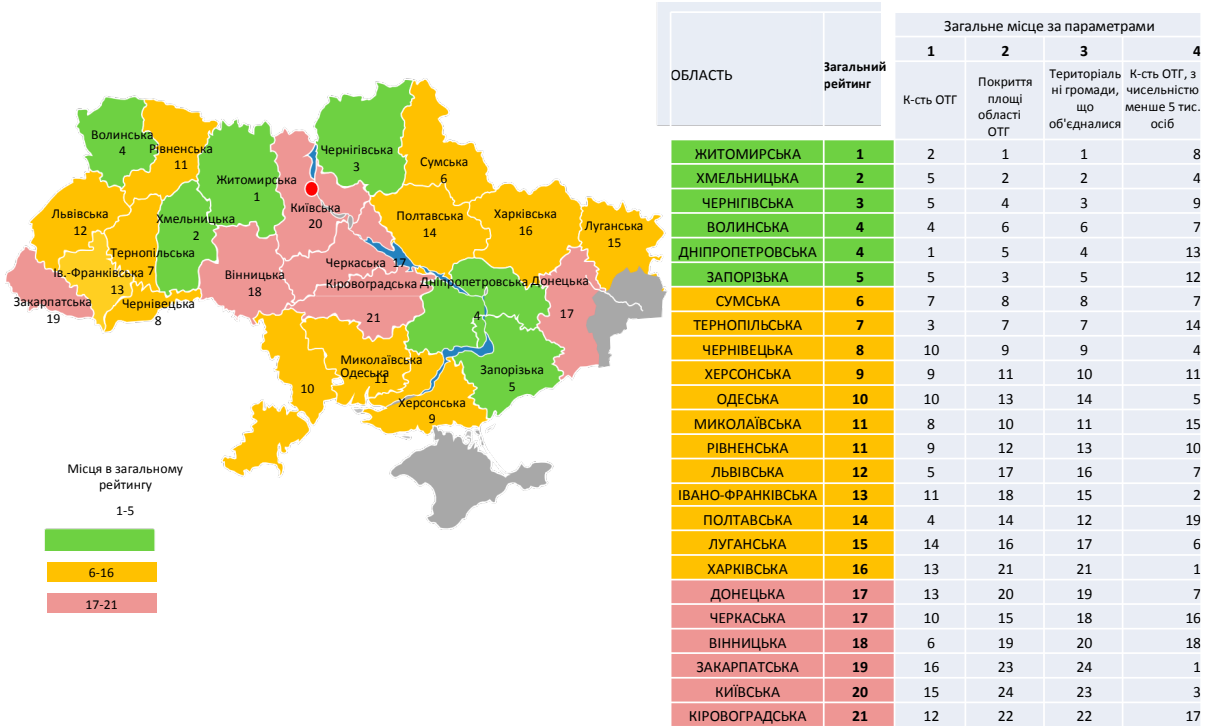 Волинська
4
Рівненська
11
Житомирська
1
Чернігівська
3
Сумська
6
Київська
20
Львівська
12
Хмельницька
2
Тернопільська
7
Ів.-Франківська
13
Закарпатська
19
Чернівецька
8
Вінницька
18
Полтавська
14
Харківська
16
Луганська
15
Черкаська 17
Кіровоградська
21
Дніпропетровська
4
Донецька
17
Запорізька
5
Миколаївська
11
Одеська
10
Херсонська
9
Місця в загальному
рейтингу
1-5
6-16
17-21
Загальне місце за параметрами
ОБЛАСТЬ
Загальний
рейтинг
1 2 3 4
К-сть ОТГ
Покриття
площі
області
ОТГ
Територіаль
ні громади,
що
об'єдналися
К-сть ОТГ, з
чисельністю
менше 5 тис.
осіб
ЖИТОМИРСЬКА 1 2 1 1 8
ХМЕЛЬНИЦЬКА 2 5 2 2 4
ЧЕРНІГІВСЬКА 3 5 4 3 9
ВОЛИНСЬКА 4 4 6 6 7
ДНІПРОПЕТРОВСЬКА 4 1 5 4 13
ЗАПОРІЗЬКА 5 5 3 5 12
СУМСЬКА 6 7 8 8 7
ТЕРНОПІЛЬСЬКА 7 3 7 7 14
ЧЕРНІВЕЦЬКА 8 10 9 9 4
ХЕРСОНСЬКА 9 9 11 10 11
ОДЕСЬКА 10 10 13 14 5
МИКОЛАЇВСЬКА 11 8 10 11 15
РІВНЕНСЬКА 11 9 12 13 10
ЛЬВІВСЬКА 12 5 17 16 7
ІВАНО-ФРАНКІВСЬКА 13 11 18 15 2
ПОЛТАВСЬКА 14 4 14 12 19
ЛУГАНСЬКА 15 14 16 17 6
ХАРКІВСЬКА 16 13 21 21 1
ДОНЕЦЬКА 17 13 20 19 7
ЧЕРКАСЬКА 17 10 15 18 16
ВІННИЦЬКА 18 6 19 20 18
ЗАКАРПАТСЬКА 19 16 23 24 1
КИЇВСЬКА 20 15 24 23 3
КІРОВОГРАДСЬКА 21 12 22 22 17